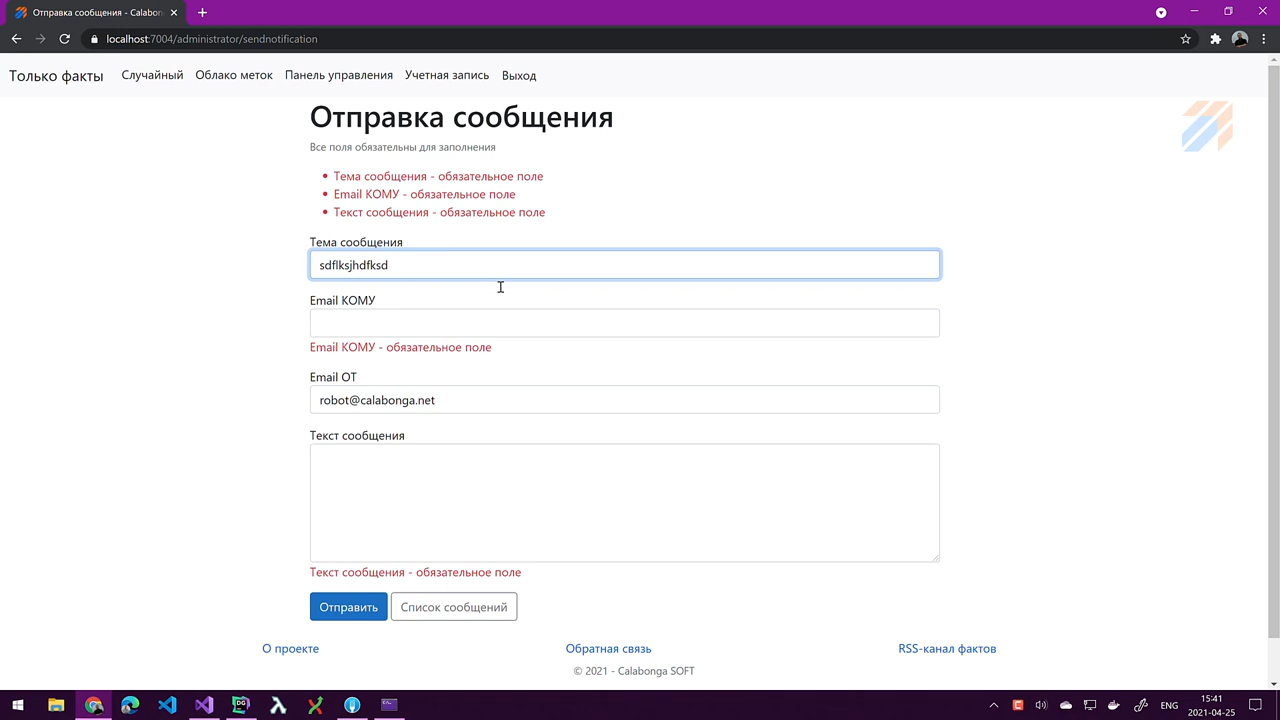 Отправка сообщения - Calabon
localhost:7004/administrator/sendnotification
Только факты Случайный Облако меток Панель управления Учетная запись Выход
Отправка сообщения
Все поля обязательны для заполнения
Тема сообщения - обязательное поле
Email КОМУ - обязательное поле
Текст сообщения - обязательное поле
Тема сообщения
sdflksjhdfksd
Email КОМУ
Email КОМУ - обязательное поле
Email ОТ
robot@calabonga.net
Текст сообщения
Текст сообщения - обязательное поле
Отправить Список сообщений
О проекте Обратная связь RSS-канал фактов
© 2021 - Calabonga SOFT
ENG
15:41
2021-04-25